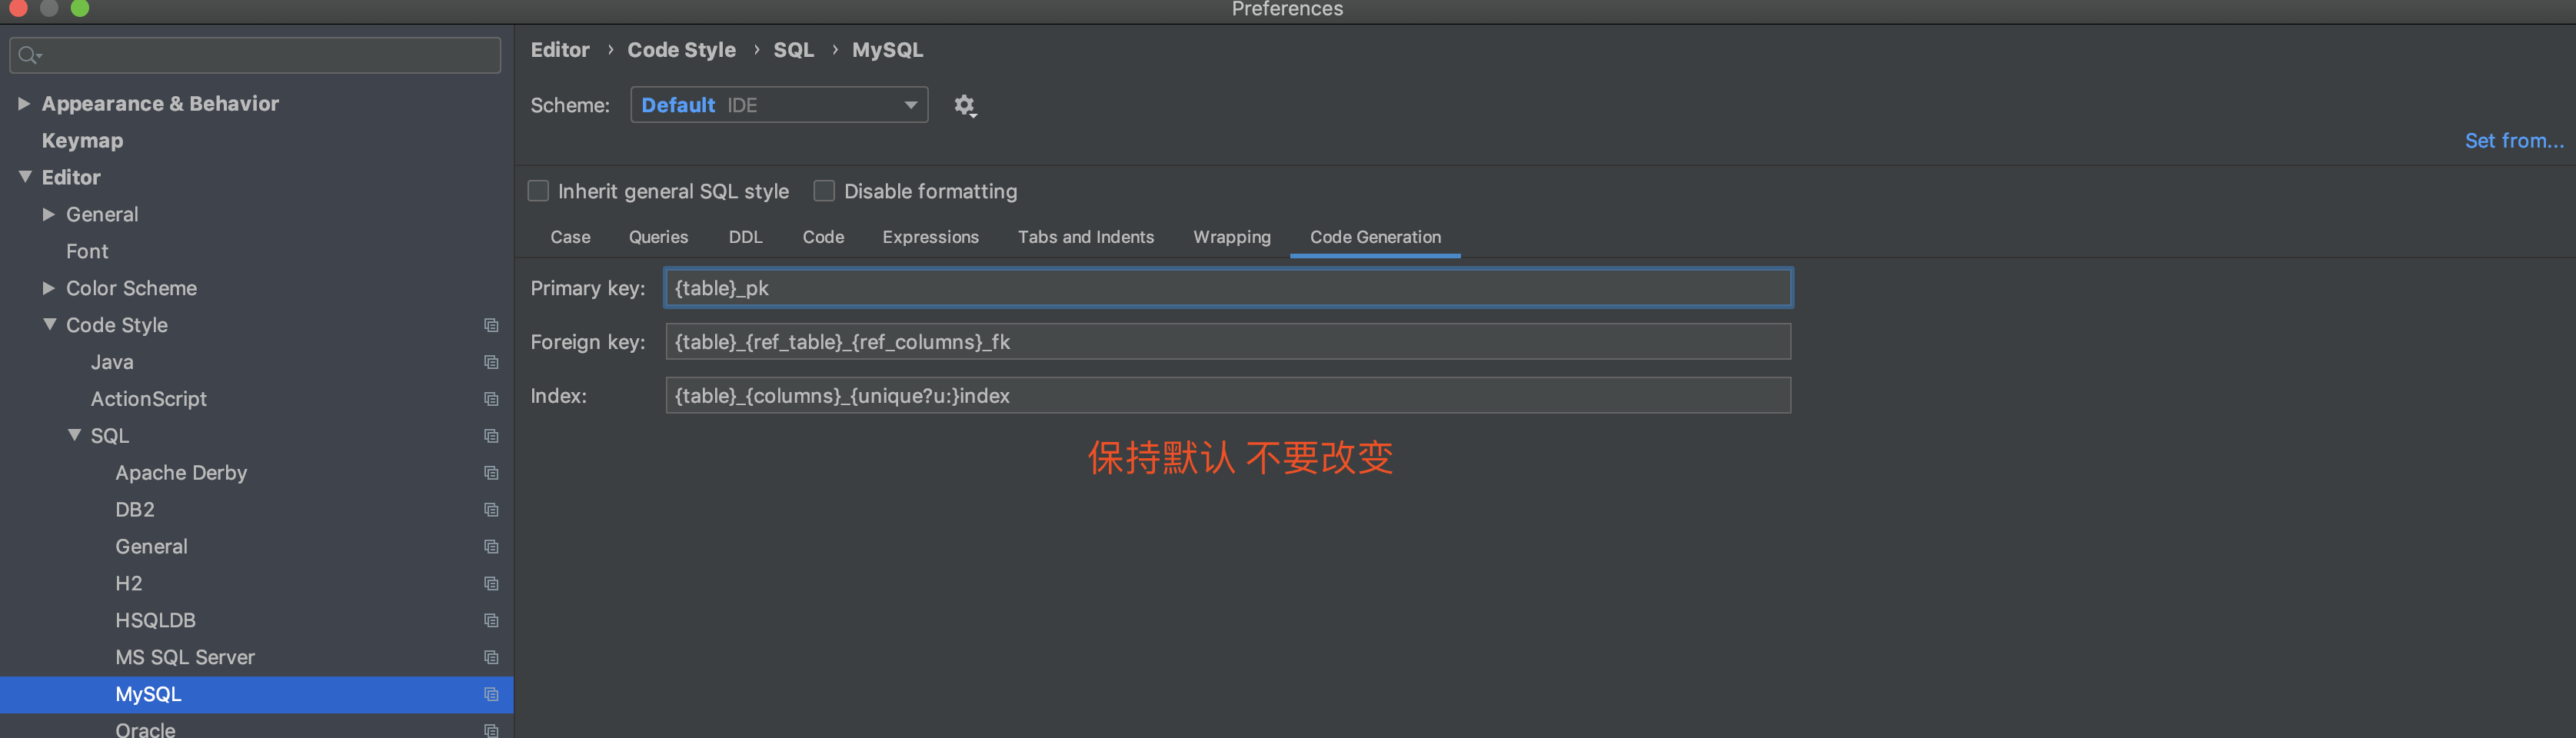 Preferences
Appearance & Behavior
Keymap
Editor
General
Font
Color Scheme
Code Style
Java
ActionScript
SQL
Apache Derby
DB2
General
H2
HSQLDB
MS SQL Server
MySQL
Oracle
Editor › Code Style › SQL › MySQL
Scheme: Default IDE
Set from...
Inherit general SQL style Disable formatting
Case Queries DDL Code Expressions Tabs and Indents Wrapping Code Generation
Primary key: {table}_pk
Foreign key: {table}_{ref_table}_{ref_columns}_fk
Index: {table}_{columns}_{unique?u:}index
保持默认 不要改变